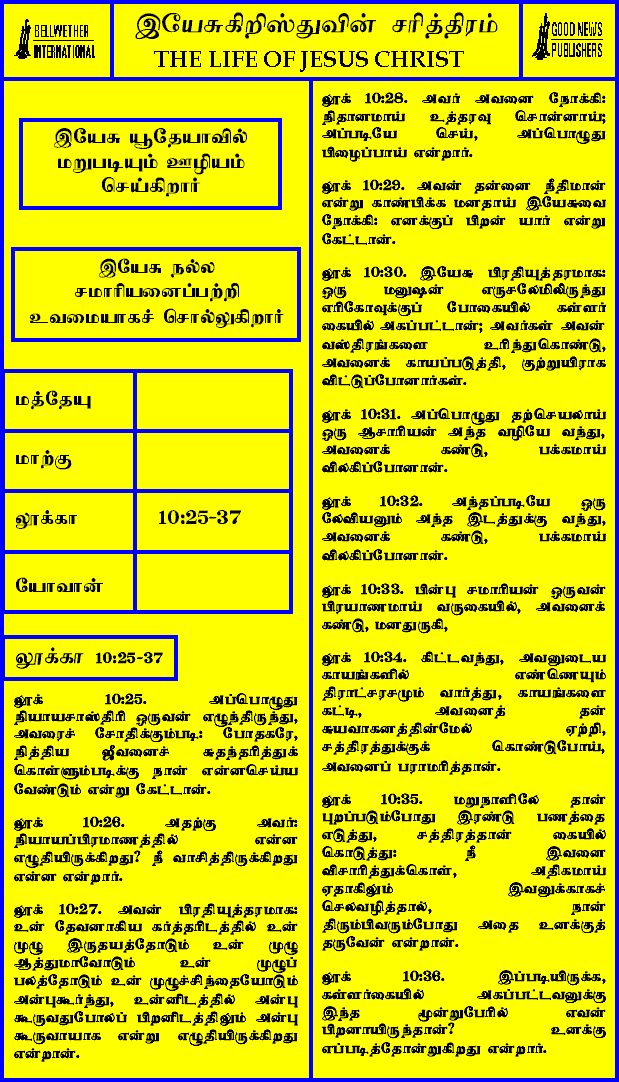 BELLWETHER
INTERNATIONAL
இயேசுகிறிஸ்துவின் சரித்திரம்
THE LIFE OF JESUS CHRIST
GOOD NEWS
PUBLISHERS
இயேசு யூதேயாவில்
மறுபடியும் ஊழியம்
செய்கிறார்
இயேசு நல்ல
சமாரியனைப்பற்றி
உவமையாகச் சொல்லுகிறார்
மத்தேயு
மாற்கு
லூக்கா 10:25-37
யோவான்
லூக்கா 10:25-37
லூக் 10:25. அப்பொழுது
நியாயசாஸ்திரி ஒருவன் எழுந்திருந்து,
அவரைச் சோதிக்கும்படி: போதகரே,
நித்திய ஜீவனைச் சுதந்தரித்துக்
கொள்ளும்படிக்கு நான் என்னசெய்ய
வேண்டும் என்று கேட்டான்.
லூக் 10:26. அதற்கு அவர்:
நியாயப்பிரமாணத்தில் என்ன
எழுதியிருக்கிறது? நீ வாசித்திருக்கிறது
என்ன என்றார்.
லூக் 10:27. அவன் பிரதியுத்தரமாக:
உன் தேவனாகிய கர்த்தரிடத்தில் உன்
முழு இருதயத்தோடும் உன் முழு
ஆத்துமாவோடும் உன் முழுப்
பலத்தோடும் உன் முழுச்சிந்தையோடும்
அன்புகூர்ந்து, உன்னிடத்தில் அன்பு
கூருவதுபோலப் பிறனிடத்திலும் அன்பு
கூருவாயாக என்று எழுதியிருக்கிறது
என்றான்.
லூக் 10:28. அவர் அவனை நோக்கி:
நிதானமாய் உத்தரவு சொன்னாய்;
அப்படியே செய், அப்பொழுது
பிழைப்பாய் என்றார்.
லூக் 10:29. அவன் தன்னை நீதிமான்
என்று காண்பிக்க மனதாய் இயேசுவை
நோக்கி: எனக்குப் பிறன் யார் என்று
கேட்டான்.
லூக் 10:30. இயேசு பிரதியுத்தரமாக:
ஒரு மனுஷன் எருசலேமிலிருந்து
எரிகோவுக்குப் போகையில் கள்ளர்
கையில் அகப்பட்டான்; அவர்கள் அவன்
வஸ்திரங்களை உரிந்துகொண்டு,
அவனைக் காயப்படுத்தி, குற்றுயிராக
விட்டுப்போனார்கள்.
லூக் 10:31. அப்பொழுது தற்செயலாய்
ஒரு ஆசாரியன் அந்த வழியே வந்து,
அவனைக் கண்டு, பக்கமாய்
விலகிப்போனான்.
லூக் 10:32. அந்தப்படியே ஒரு
லேவியனும் அந்த இடத்துக்கு வந்து,
அவனைக் கண்டு, பக்கமாய்
விலகிப்போனான்.
லூக் 10:33. பின்பு சமாரியன் ஒருவன்
பிரயாணமாய் வருகையில், அவனைக்
கண்டு, மனதுருகி,
லூக் 10:34. கிட்டவந்து, அவனுடைய
காயங்களில் எண்ணெயும்
திராட்சரசமும் வார்த்து, காயங்களை
கட்டி, அவனைத் தன்
சுயவாகனத்தின்மேல் ஏற்றி,
சத்திரத்துக்குக் கொண்டுபோய்,
அவனைப் பராமரித்தான்.
லூக் 10:35. மறுநாளிலே தான்
புறப்படும்போது இரண்டு பணத்தை
எடுத்து, சத்திரத்தான் கையில்
கொடுத்து: நீ இவனை
விசாரித்துக்கொள், அதிகமாய்
ஏதாகிலும் இவனுக்காகச்
செலவழித்தால், நான்
திரும்பிவரும்போது அதை உனக்குத்
தருவேன் என்றான்.
லூக் 10:36. இப்படியிருக்க,
கள்ளர்கையில் அகப்பட்டவனுக்கு
இந்த மூன்றுபேரில் எவன்
பிறனாயிருந்தான்? உனக்கு
எப்படித்தோன்றுகிறது என்றார்.